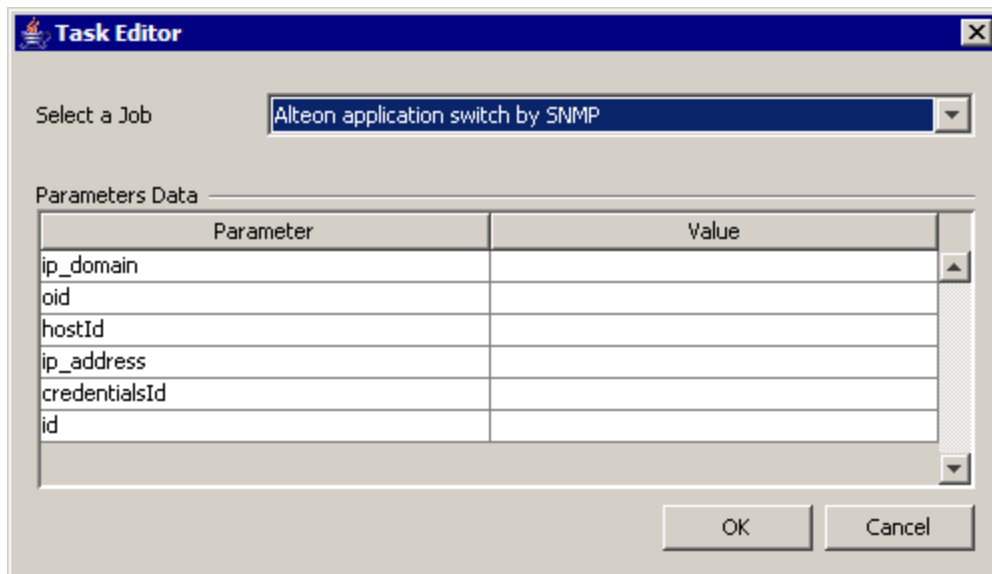 Task Editor
Select a Job
Alteon application switch by SNMP
Parameters Data
Parameter Value
ip_domain
oid
hostId
ip_address
credentialsId
id
OK Cancel